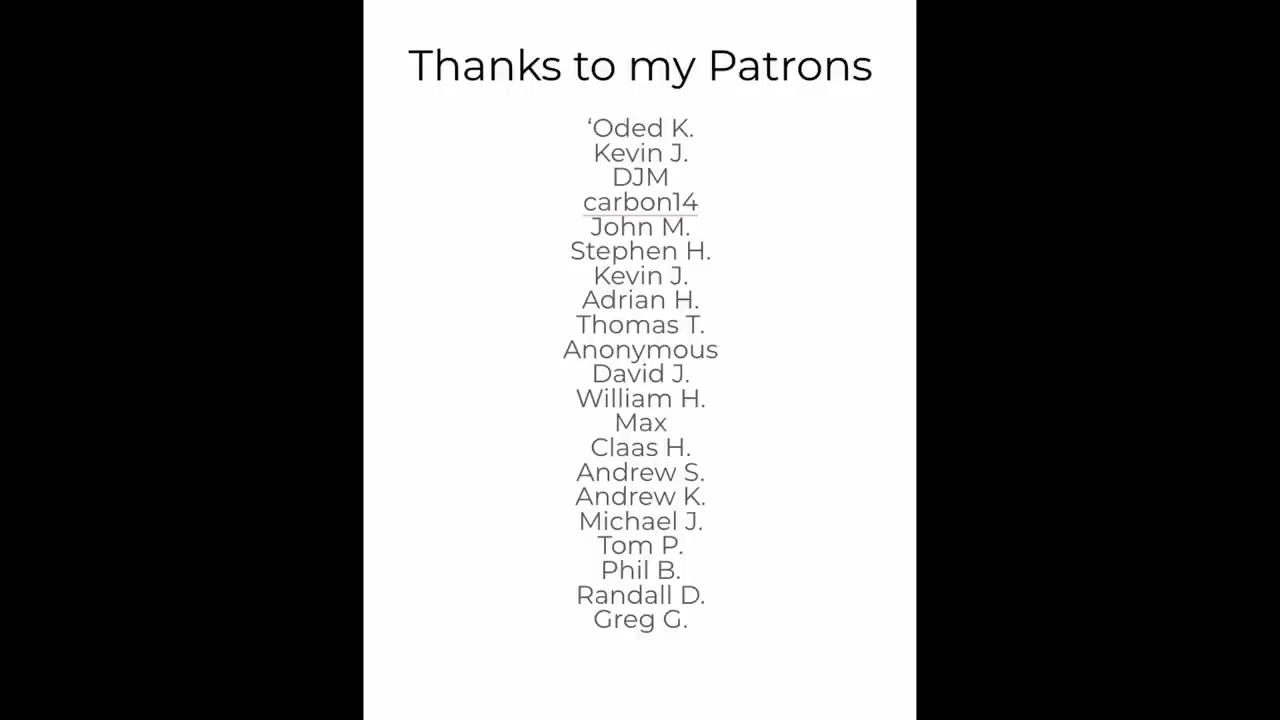 Thanks to my Patrons
‘Oded K.
Kevin J.
DJM
carbon14
John M.
Stephen H.
Kevin J.
Adrian H.
Thomas T.
Anonymous
David J.
William H.
Max
Claas H.
Andrew S.
Andrew K.
Michael J.
Tom P.
Phil B.
Randall D.
Greg G.